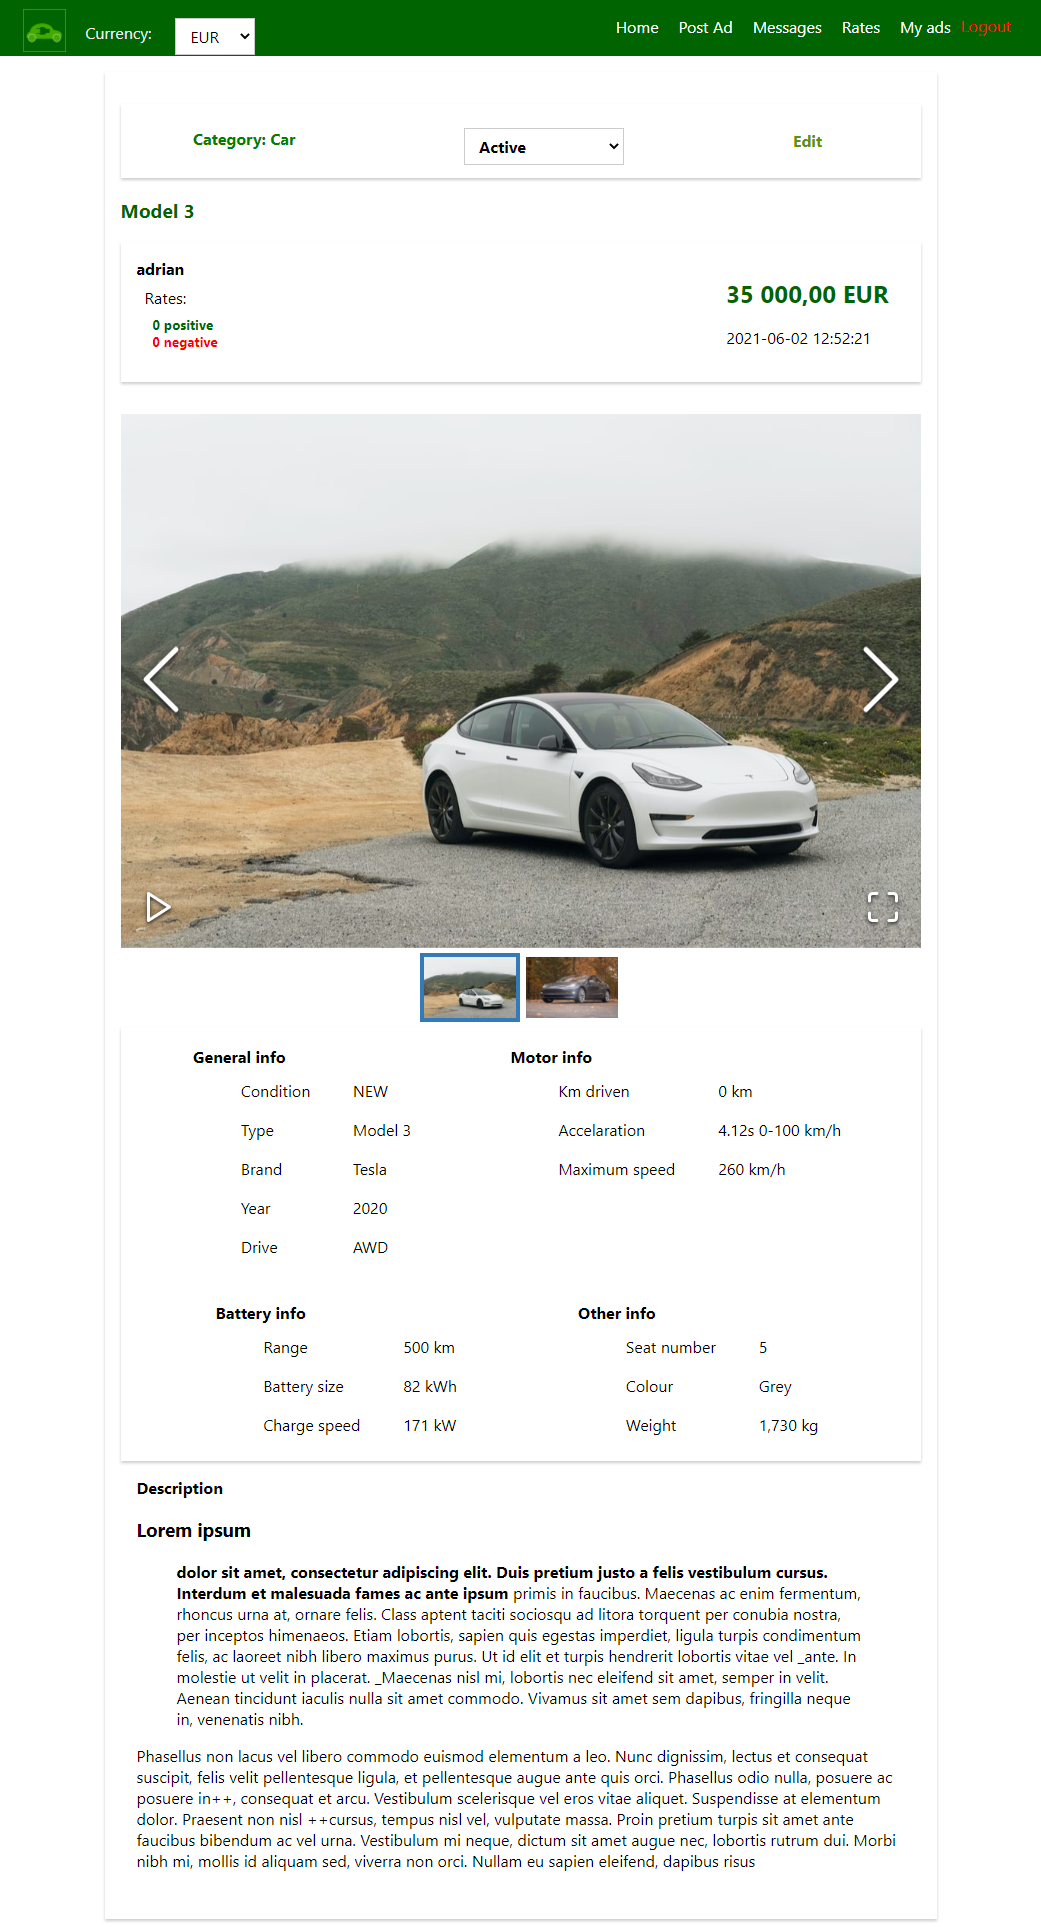 Currency:
EUR
Home
Post Ad
Messages
Rates
My ads
Logout
Category: Car
Active
Edit
Model 3
adrian
Rates:
0 positive
0 negative
35 000,00 EUR
2021-06-02 12:52:21
General info
Condition NEW
Type Model 3
Brand Tesla
Year 2020
Drive AWD
Motor info
Km driven 0 km
Accelaration 4.12s 0-100 km/h
Maximum speed 260 km/h
Battery info
Range 500 km
Battery size 82 kWh
Charge speed 171 kW
Other info
Seat number 5
Colour Grey
Weight 1,730 kg
Description
Lorem ipsum
dolor sit amet, consectetur adipiscing elit. Duis pretium justo a felis vestibulum cursus.
Interdum et malesuada fames ac ante ipsum primis in faucibus. Maecenas ac enim fermentum,
rhoncus urna at, ornare felis. Class aptent taciti sociosqu ad litora torquent per conubia nostra,
per inceptos himenaeos. Etiam lobortis, sapien quis egestas imperdiet, ligula turpis condimentum
felis, ac laoreet nibh libero maximus purus. Ut id elit et turpis hendrerit lobortis vitae vel _ante. In
molestie ut velit in placerat. _Maecenas nisl mi, lobortis nec eleifend sit amet, semper in velit.
Aenean tincidunt iaculis nulla sit amet commodo. Vivamus sit amet sem dapibus, fringilla neque
in, venenatis nibh.
Phasellus non lacus vel libero commodo euismod elementum a leo. Nunc dignissim, lectus et consequat
suscipit, felis velit pellentesque ligula, et pellentesque augue ante quis orci. Phasellus odio nulla, posuere ac
posuere in++, consequat et arcu. Vestibulum scelerisque vel eros vitae aliquet. Suspendisse at elementum
dolor. Praesent non nisl ++cursus, tempus nisl vel, vulputate massa. Proin pretium turpis sit amet ante
faucibus bibendum ac vel urna. Vestibulum mi neque, dictum sit amet augue nec, lobortis rutrum dui. Morbi
nibh mi, mollis id aliquam sed, viverra non orci. Nullam eu sapien eleifend, dapibus risus